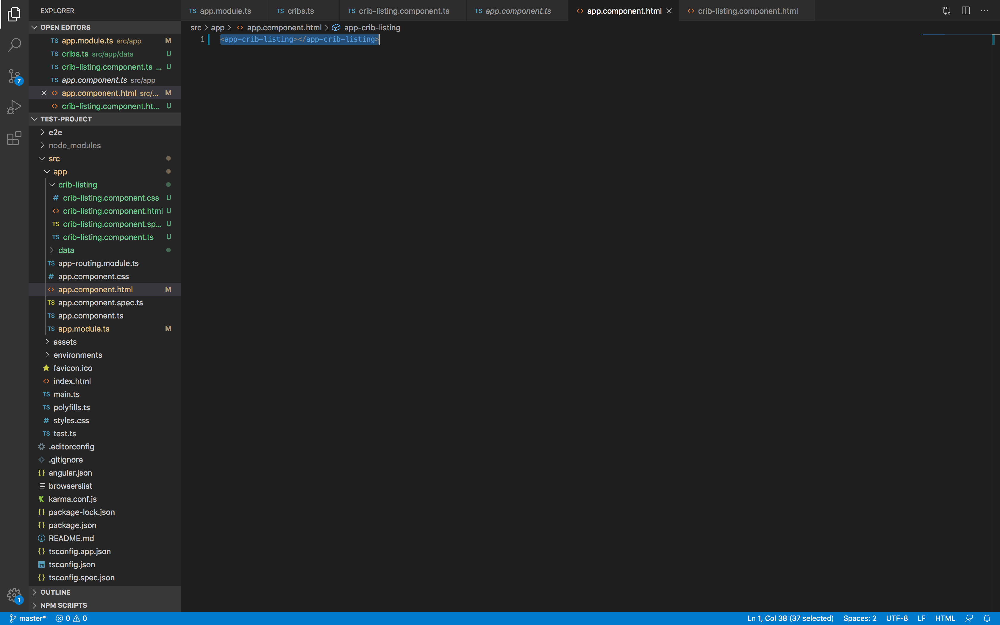 EXPLORER
OPEN EDITORS
TS app.module.ts src/app M
TS cribs.ts src/app/data U
TS crib-listing.component.ts ... U
TS app.component.ts src/app
<> app.component.html src/... M
<> crib-listing.component.ht... U
TEST-PROJECT
e2e
node_modules
src
app
crib-listing
# crib-listing.component.css U
<> crib-listing.component.html U
TS crib-listing.component.sp... U
TS crib-listing.component.ts U
data
TS app-routing.module.ts
# app.component.css
<> app.component.html M
TS app.component.spec.ts
TS app.component.ts
TS app.module.ts M
assets
environments
favicon.ico
<> index.html
TS main.ts
TS polyfills.ts
# styles.css
TS test.ts
.editorconfig
.gitignore
{} angular.json
browserslist
karma.conf.js
{} package-lock.json
{} package.json
README.md
{} tsconfig.app.json
TS tsconfig.json
{} tsconfig.spec.json
OUTLINE
NPM SCRIPTS
7
1
TS app.module.ts
TS cribs.ts
TS crib-listing.component.ts
TS app.component.ts
<> app.component.html
<> crib-listing.component.html
src > app > <> app.component.html > app-crib-listing
1 <app-crib-listing></app-crib-listing>
master* 0 0 Ln 1, Col 38 (37 selected) Spaces: 2 UTF-8 LF HTML